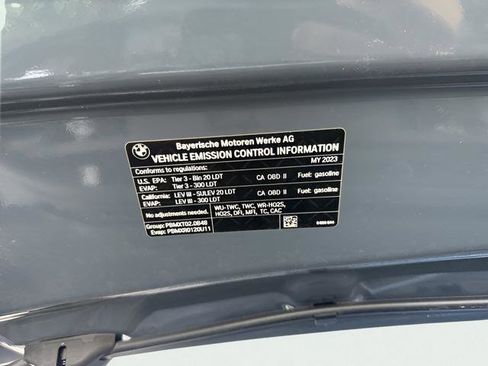 Bayerische Motoren Werke AG
VEHICLE EMISSION CONTROL INFORMATION
MY 2023
Conforms to regulations:
U.S. EPA: Tier 3 - Bin 20 LDT CA OBD II Fuel: gasoline
EVAP: Tier 3 - 300 LDT
California: LEV III - SULEV 20 LDT CA OBD II Fuel: gasoline
EVAP: LEV III - 300 LDT
No adjustments needed. WU-TWC, TWC, WR-HO2S,
HO2S, DFI, MFI, TC, CAC
Group: PBMXT02.0B48
Evap: PBMXR0120U11